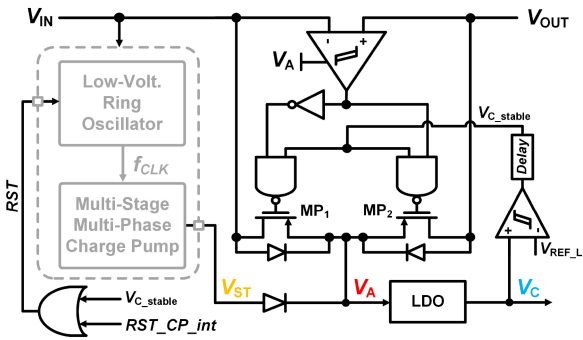 V_IN
V_OUT
- +
V_A
Low-Volt.
Ring
Oscillator
V_C_stable
Delay
f_CLK
RST
MP_1
MP_2
Multi-Stage
Multi-Phase
Charge Pump
+ -
V_REF_L
V_ST
V_A
LDO
V_C
V_C_stable
RST_CP_int